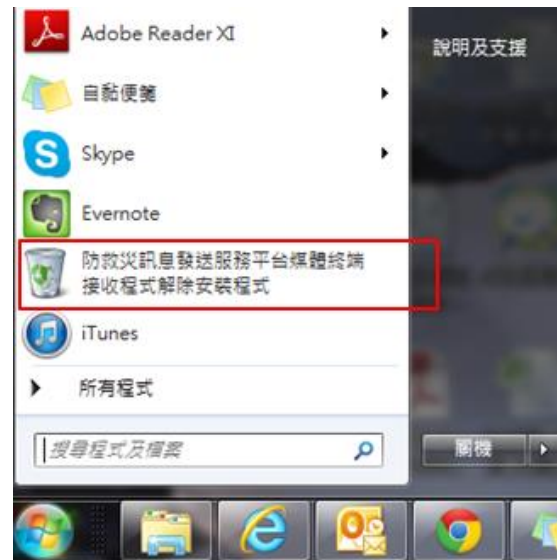 Adobe Reader XI
說明及支援
自黏便箋
Skype
Evernote
防救災訊息發送服務平台媒體終端
接收程式解除安裝程式
iTunes
所有程式
搜尋程式及檔案
關機